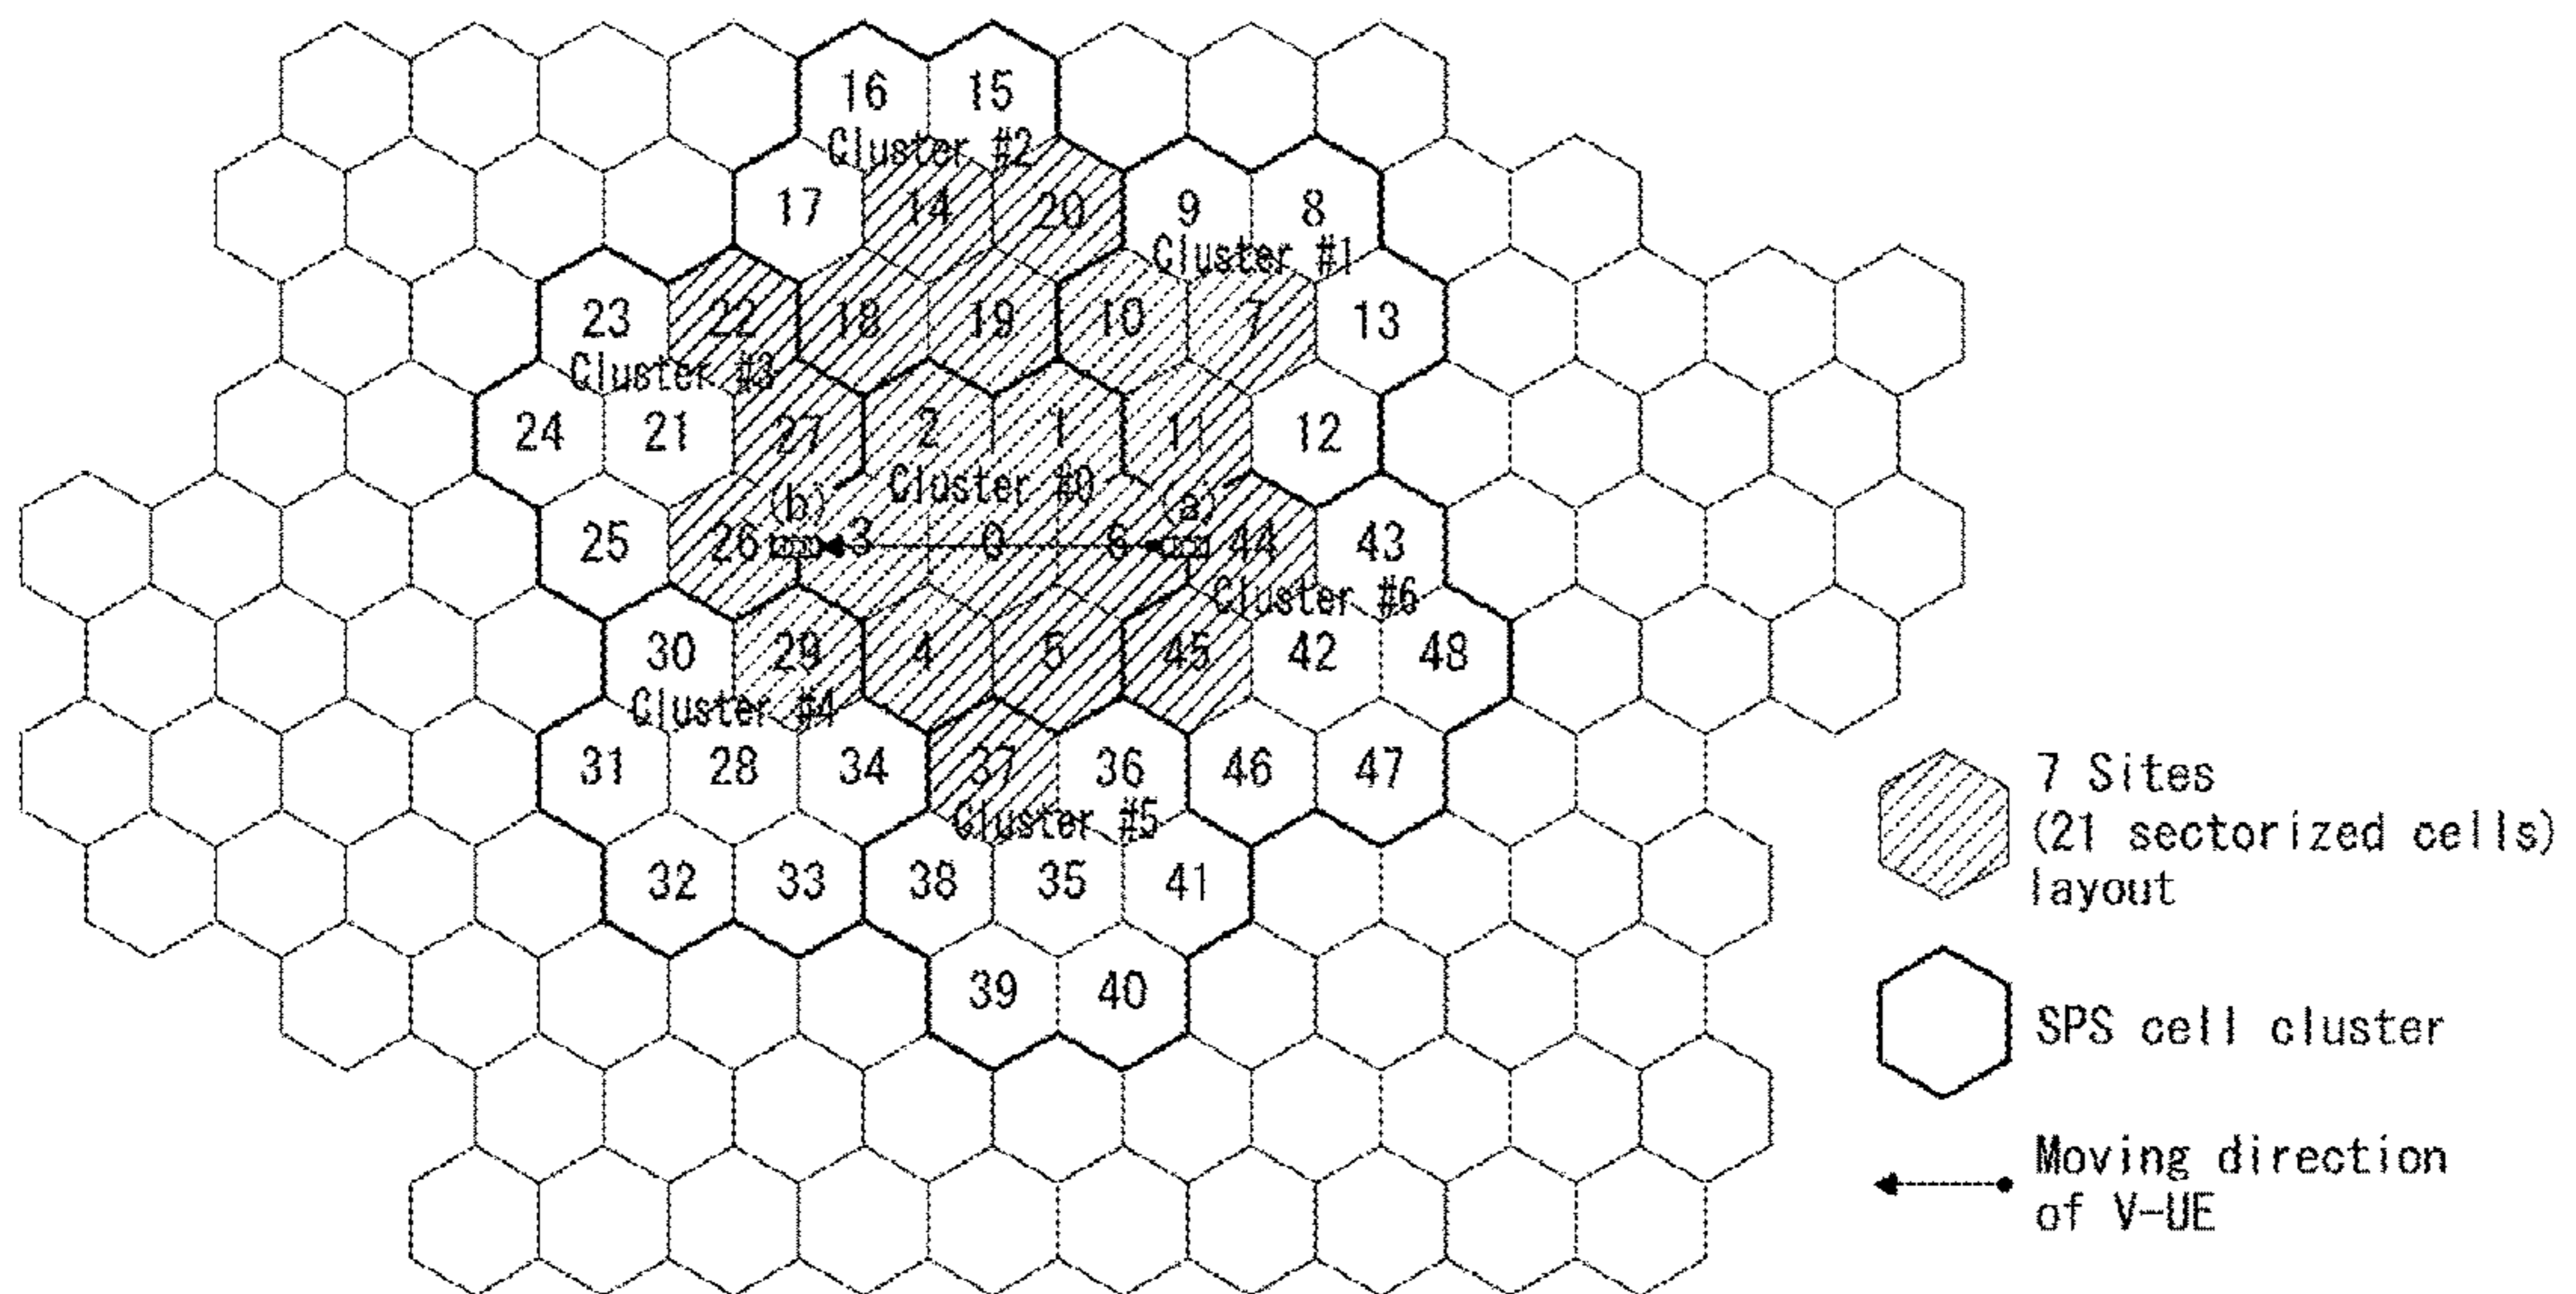 16 15
Cluster #2
17 14 20 9 8
Cluster #1
23 22 18 19 10 7 13
Cluster #3
24 21 27 2 1 11 12
(b) Cluster #0 (a)
25 26 3 0 6 44 43
Cluster #6
30 29 4 5 45 42 48
Cluster #4
31 28 34 37 36 46 47
Cluster #5
32 33 38 35 41
39 40
7 Sites
(21 sectorized cells)
layout
SPS cell cluster
Moving direction
of V-UE